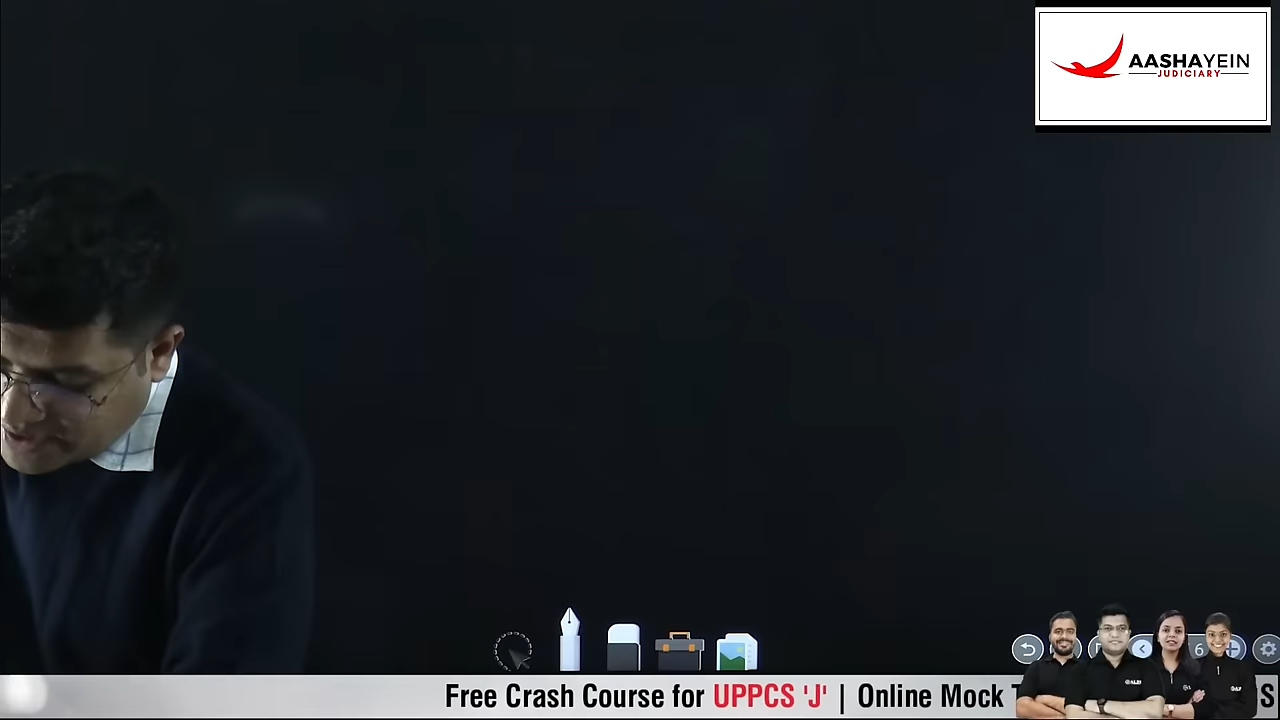 AASHAYEIN
JUDICIARY
6
Free Crash Course for UPPCS 'J' | Online Mock